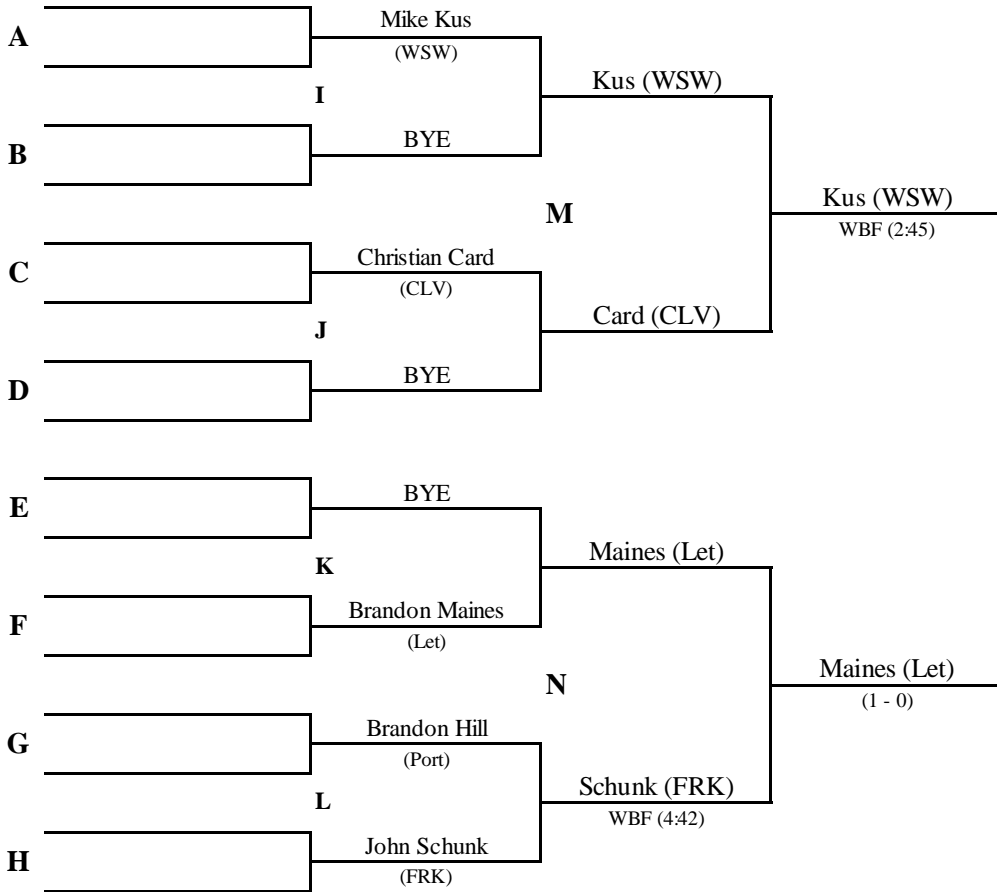 A
Mike Kus
(WSW)
I
Kus (WSW)
B
BYE
M
Kus (WSW)
WBF (2:45)
C
Christian Card
(CLV)
J
Card (CLV)
D
BYE
E
BYE
K
Maines (Let)
F
Brandon Maines
(Let)
N
Maines (Let)
(1 - 0)
G
Brandon Hill
(Port)
L
Schunk (FRK)
WBF (4:42)
H
John Schunk
(FRK)